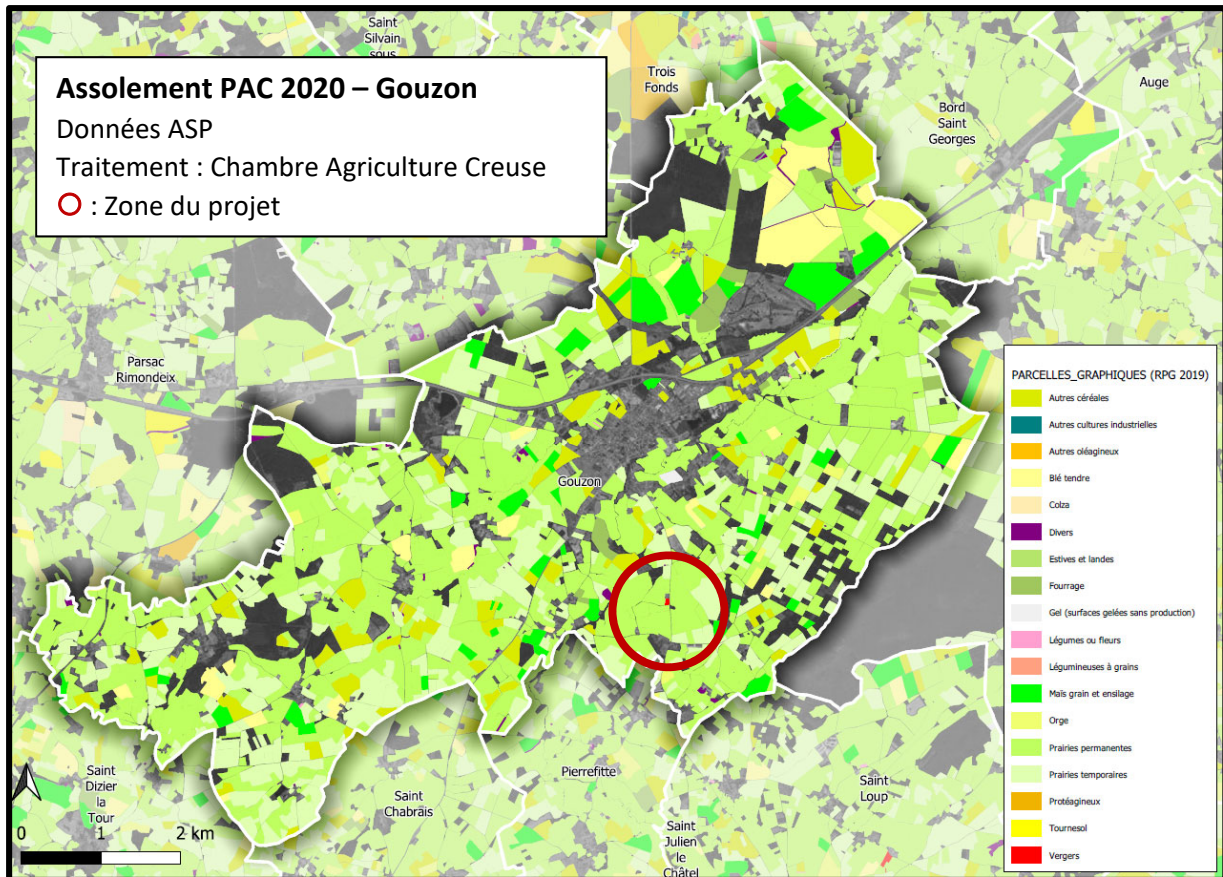 Assolement PAC 2020 – Gouzon
Données ASP
Traitement : Chambre Agriculture Creuse
: Zone du projet
Saint
Silvain
sous
Trois
Fonds
Bord
Saint
Georges
Auge
Parsac
Rimondeix
Gouzon
Saint
Dizier
la
Tour
Saint
Chabrais
Pierrefitte
Saint
Julien
le
Châtel
Saint
Loup
0 1 2 km
PARCELLES_GRAPHIQUES (RPG 2019)
Autres céréales
Autres cultures industrielles
Autres oléagineux
Blé tendre
Colza
Divers
Estives et landes
Fourrage
Gel (surfaces gelées sans production)
Légumes ou fleurs
Légumineuses à grains
Maïs grain et ensilage
Orge
Prairies permanentes
Prairies temporaires
Protéagineux
Tournesol
Vergers